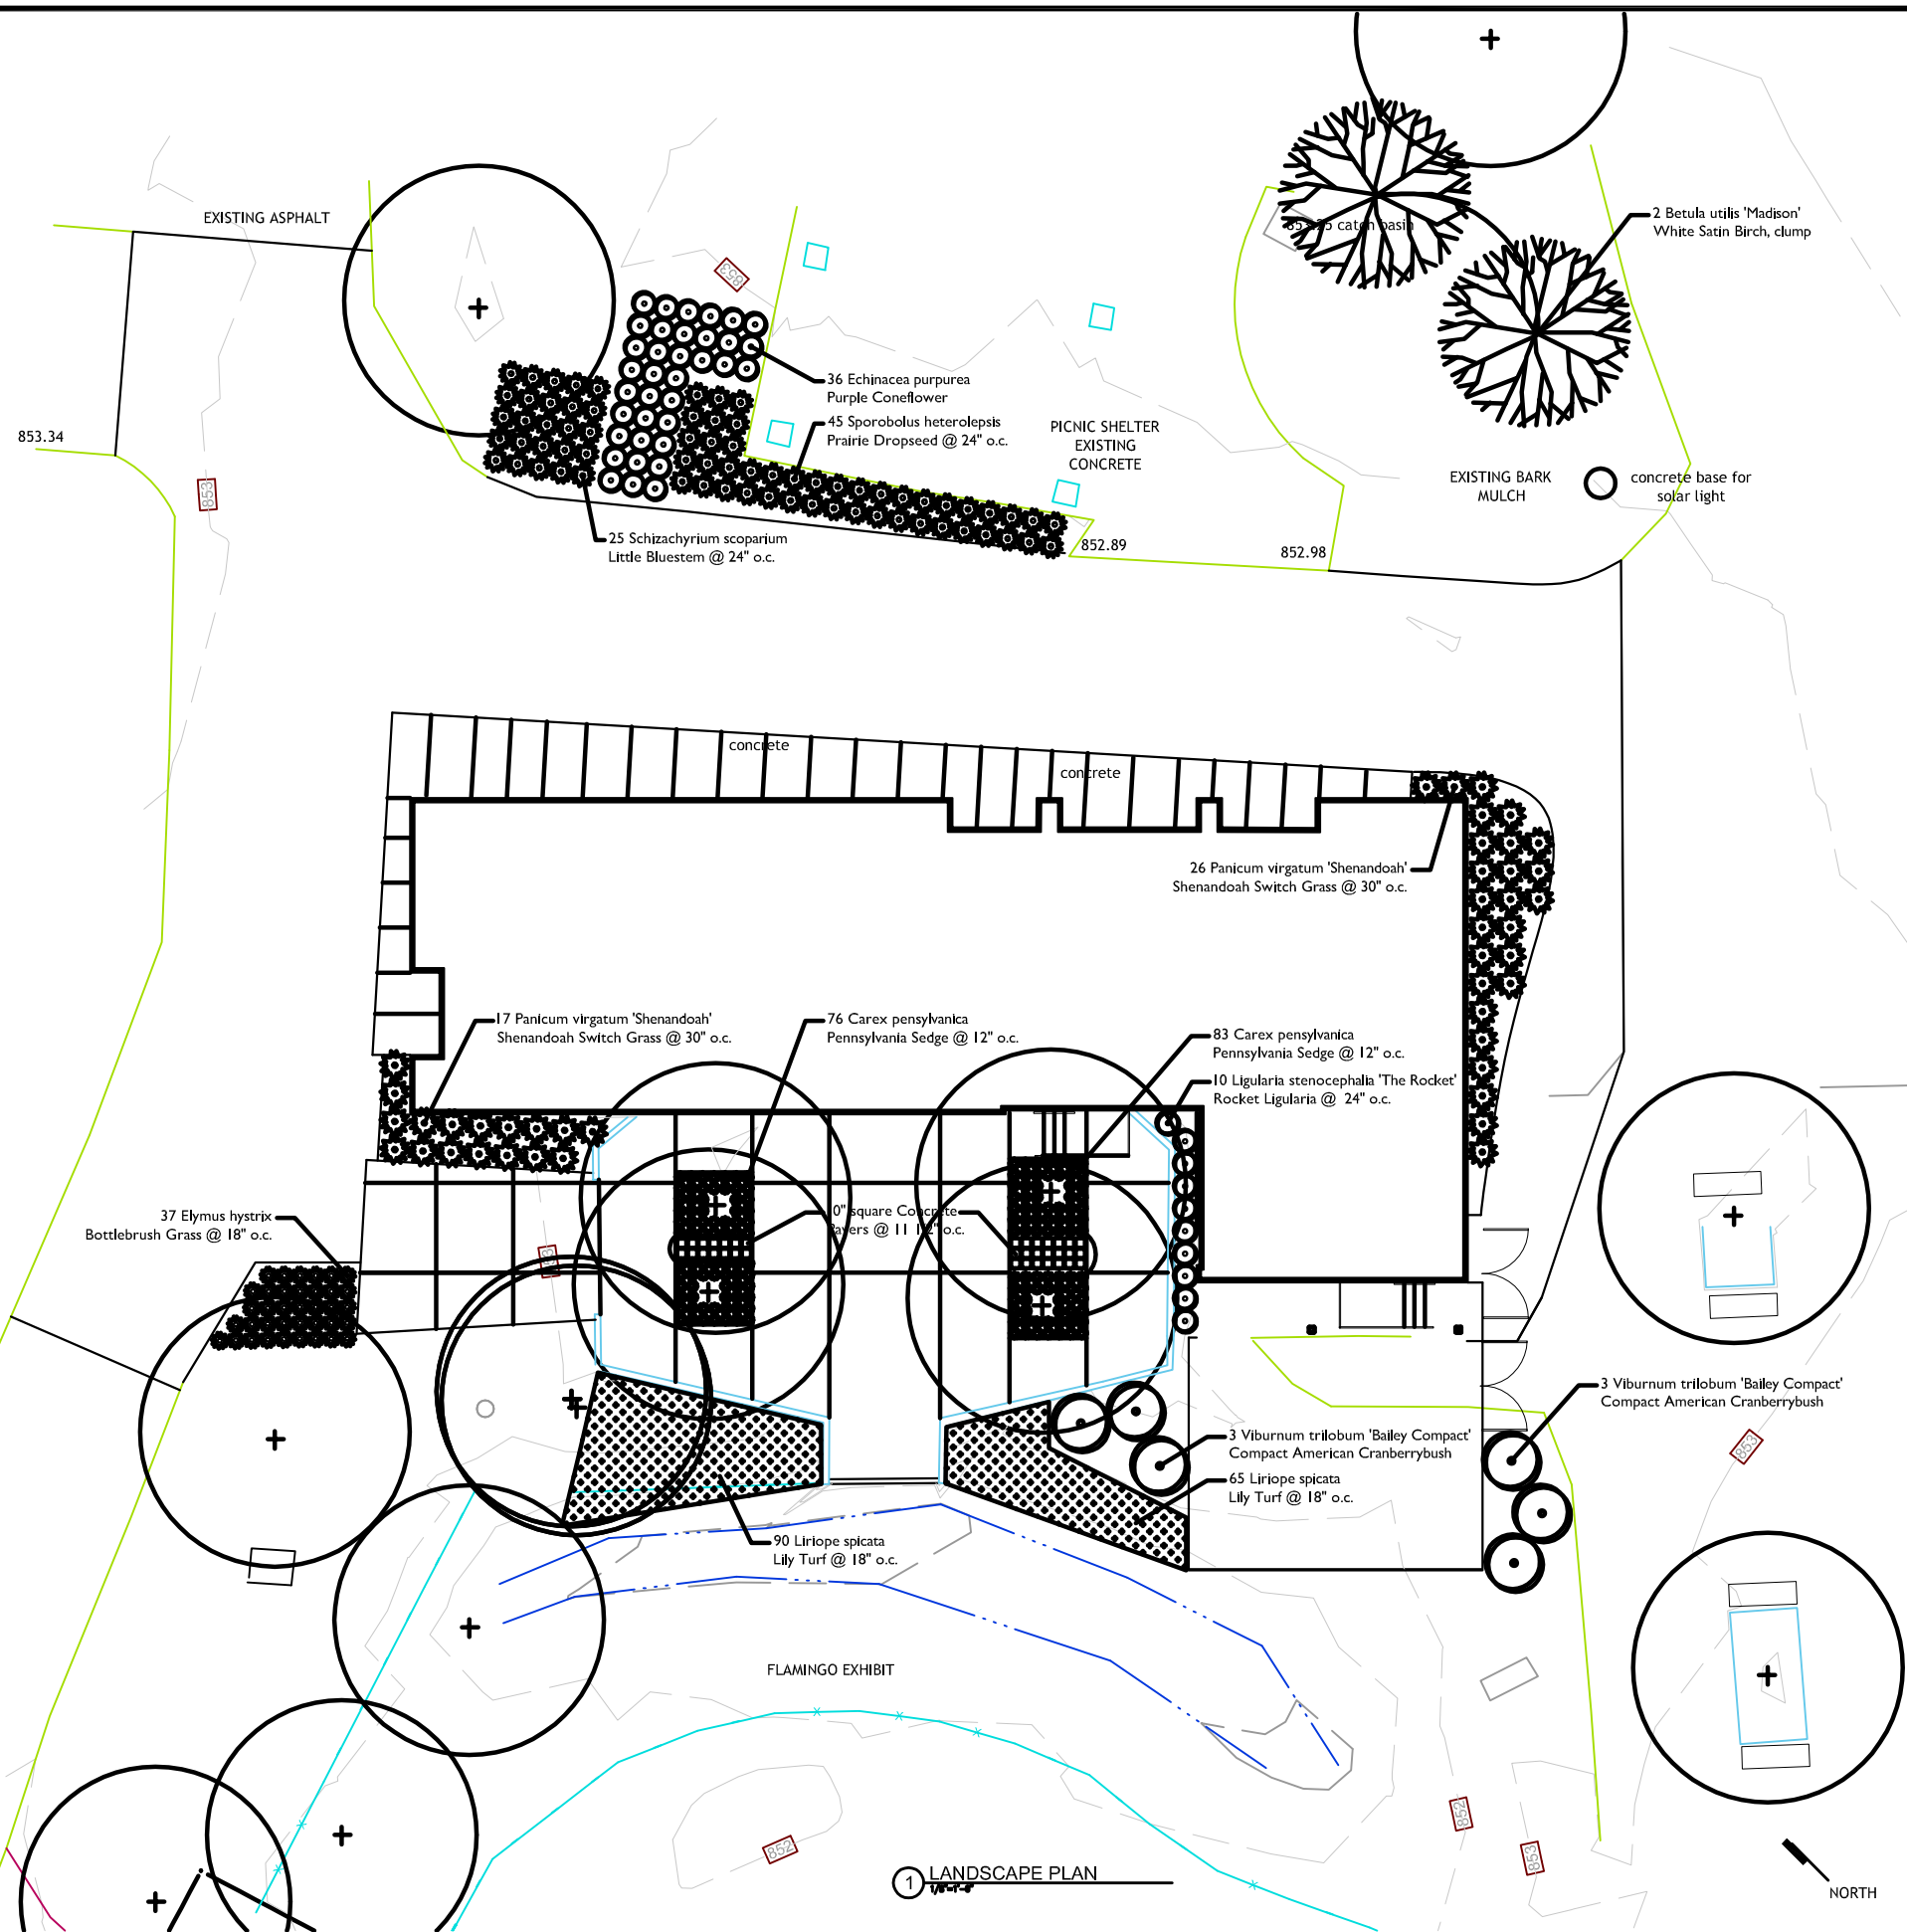 EXISTING ASPHALT
2 Betula utilis 'Madison'
White Satin Birch, clump
catch basin
853
36 Echinacea purpurea
Purple Coneflower
45 Sporobolus heterolepsis
Prairie Dropseed @ 24" o.c.
PICNIC SHELTER
EXISTING
CONCRETE
853.34
853
EXISTING BARK
MULCH
concrete base for
solar light
25 Schizachyrium scoparium
Little Bluestem @ 24" o.c.
852.89
852.98
concrete
concrete
26 Panicum virgatum 'Shenandoah'
Shenandoah Switch Grass @ 30" o.c.
17 Panicum virgatum 'Shenandoah'
Shenandoah Switch Grass @ 30" o.c.
76 Carex pensylvanica
Pennsylvania Sedge @ 12" o.c.
83 Carex pensylvanica
Pennsylvania Sedge @ 12" o.c.
10 Ligularia stenocephalia 'The Rocket'
Rocket Ligularia @ 24" o.c.
37 Elymus hystrix
Bottlebrush Grass @ 18" o.c.
square Concrete
Pavers @ 11 1/2" o.c.
853
3 Viburnum trilobum 'Bailey Compact'
Compact American Cranberrybush
3 Viburnum trilobum 'Bailey Compact'
Compact American Cranberrybush
853
65 Liriope spicata
Lily Turf @ 18" o.c.
90 Liriope spicata
Lily Turf @ 18" o.c.
FLAMINGO EXHIBIT
852
852
853
1 LANDSCAPE PLAN
NORTH